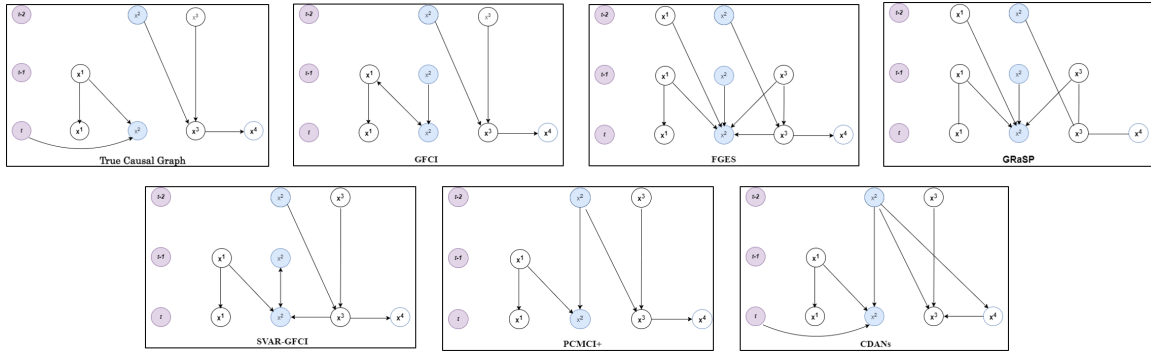 t-2 x² x³
t-1 x¹
t x¹ x² x³ x⁴
True Causal Graph
t-2 x² x³
t-1 x¹ x²
t x¹ x² x³ x⁴
GFCI
t-2 x¹ x²
t-1 x¹ x² x³
t x¹ x² x³ x⁴
FGES
t-2 x¹ x²
t-1 x¹ x² x³
t x¹ x² x³ x⁴
GRaSP
t-2 x² x³
t-1 x¹ x²
t x¹ x² x³ x⁴
SVAR-GFCI
t-2 x² x³
t-1 x¹
t x¹ x² x³ x⁴
PCMCI+
t-2 x² x³
t-1 x¹
t x¹ x² x³ x⁴
CDANs